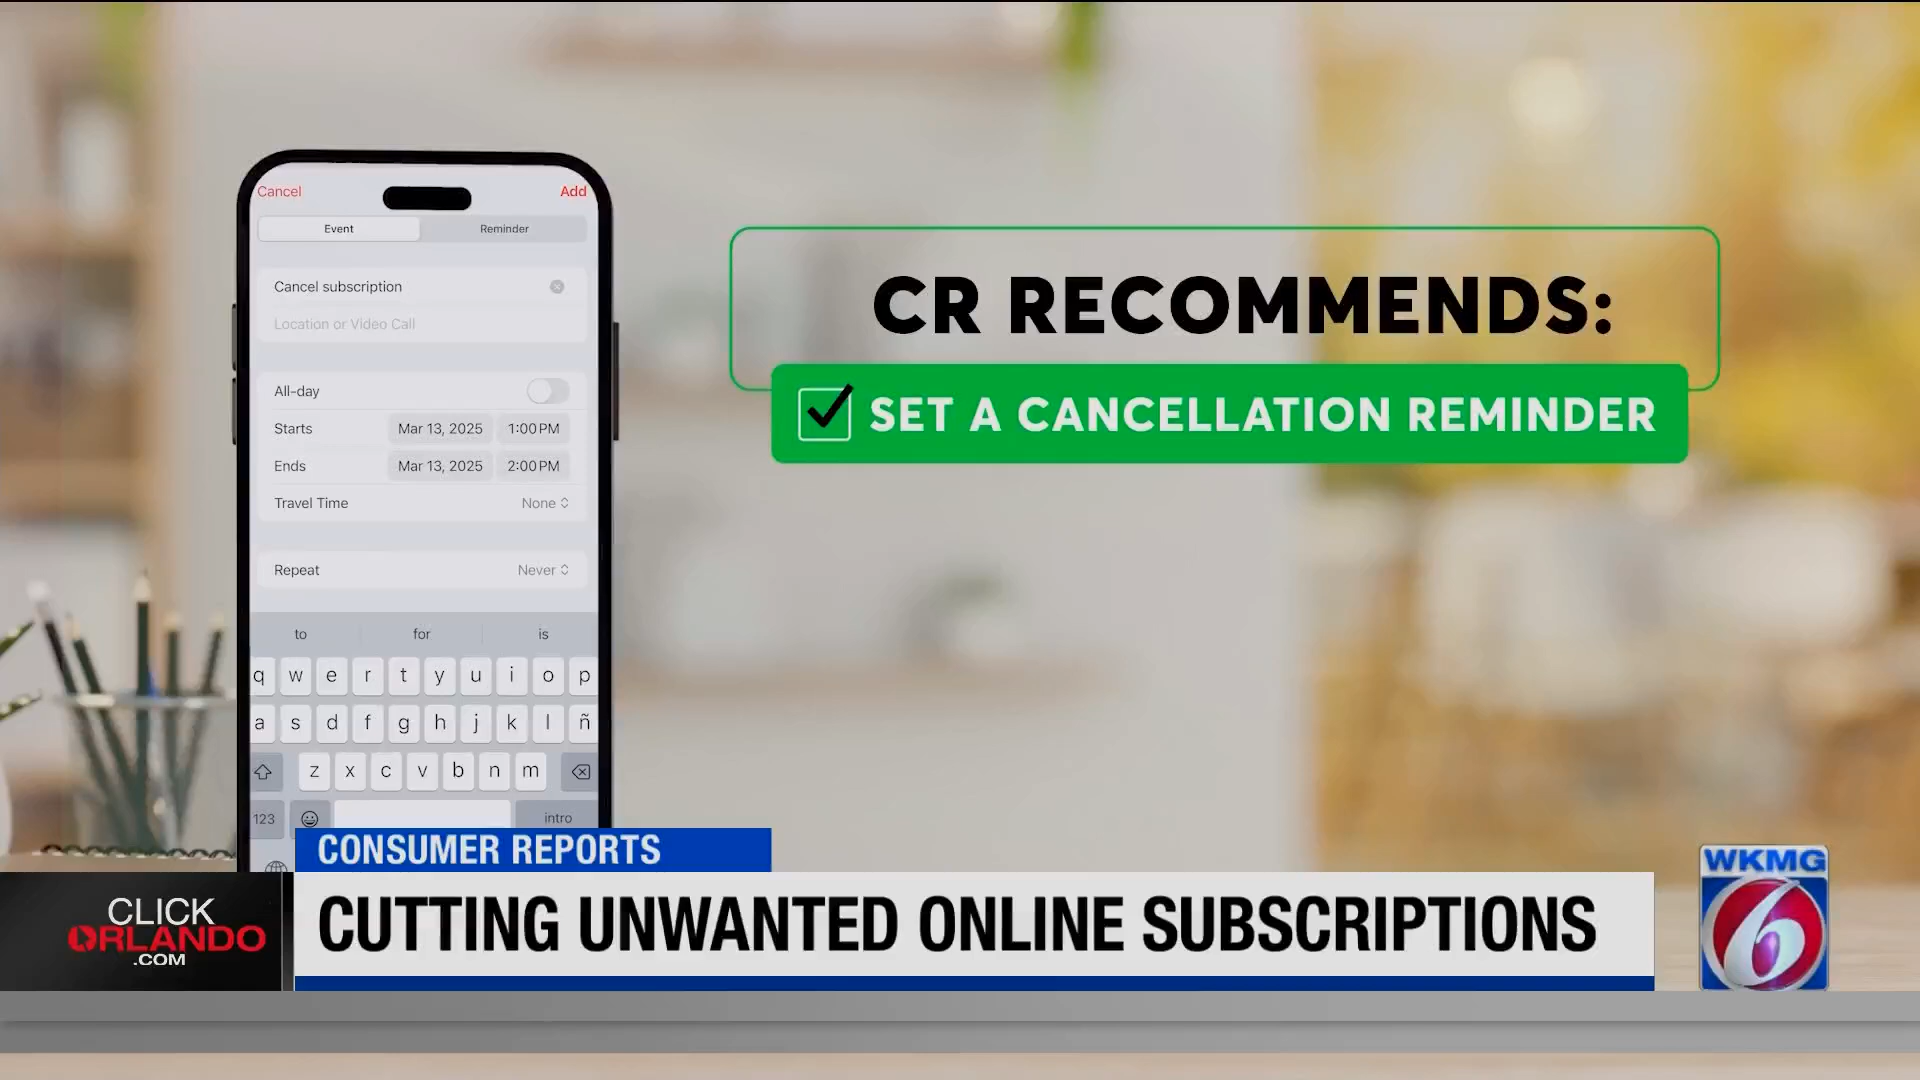 Cancel
Add
Event
Reminder
Cancel subscription
Location or Video Call
All-day
Starts
Mar 13, 2025
1:00 PM
Ends
Mar 13, 2025
2:00 PM
Travel Time
None
Repeat
Never
to
for
is
q w e r t y u i o p
a s d f g h j k l ñ
z x c v b n m
123
intro
CR RECOMMENDS:
SET A CANCELLATION REMINDER
CONSUMER REPORTS
CUTTING UNWANTED ONLINE SUBSCRIPTIONS
CLICK
ORLANDO
.COM
WKMG
6